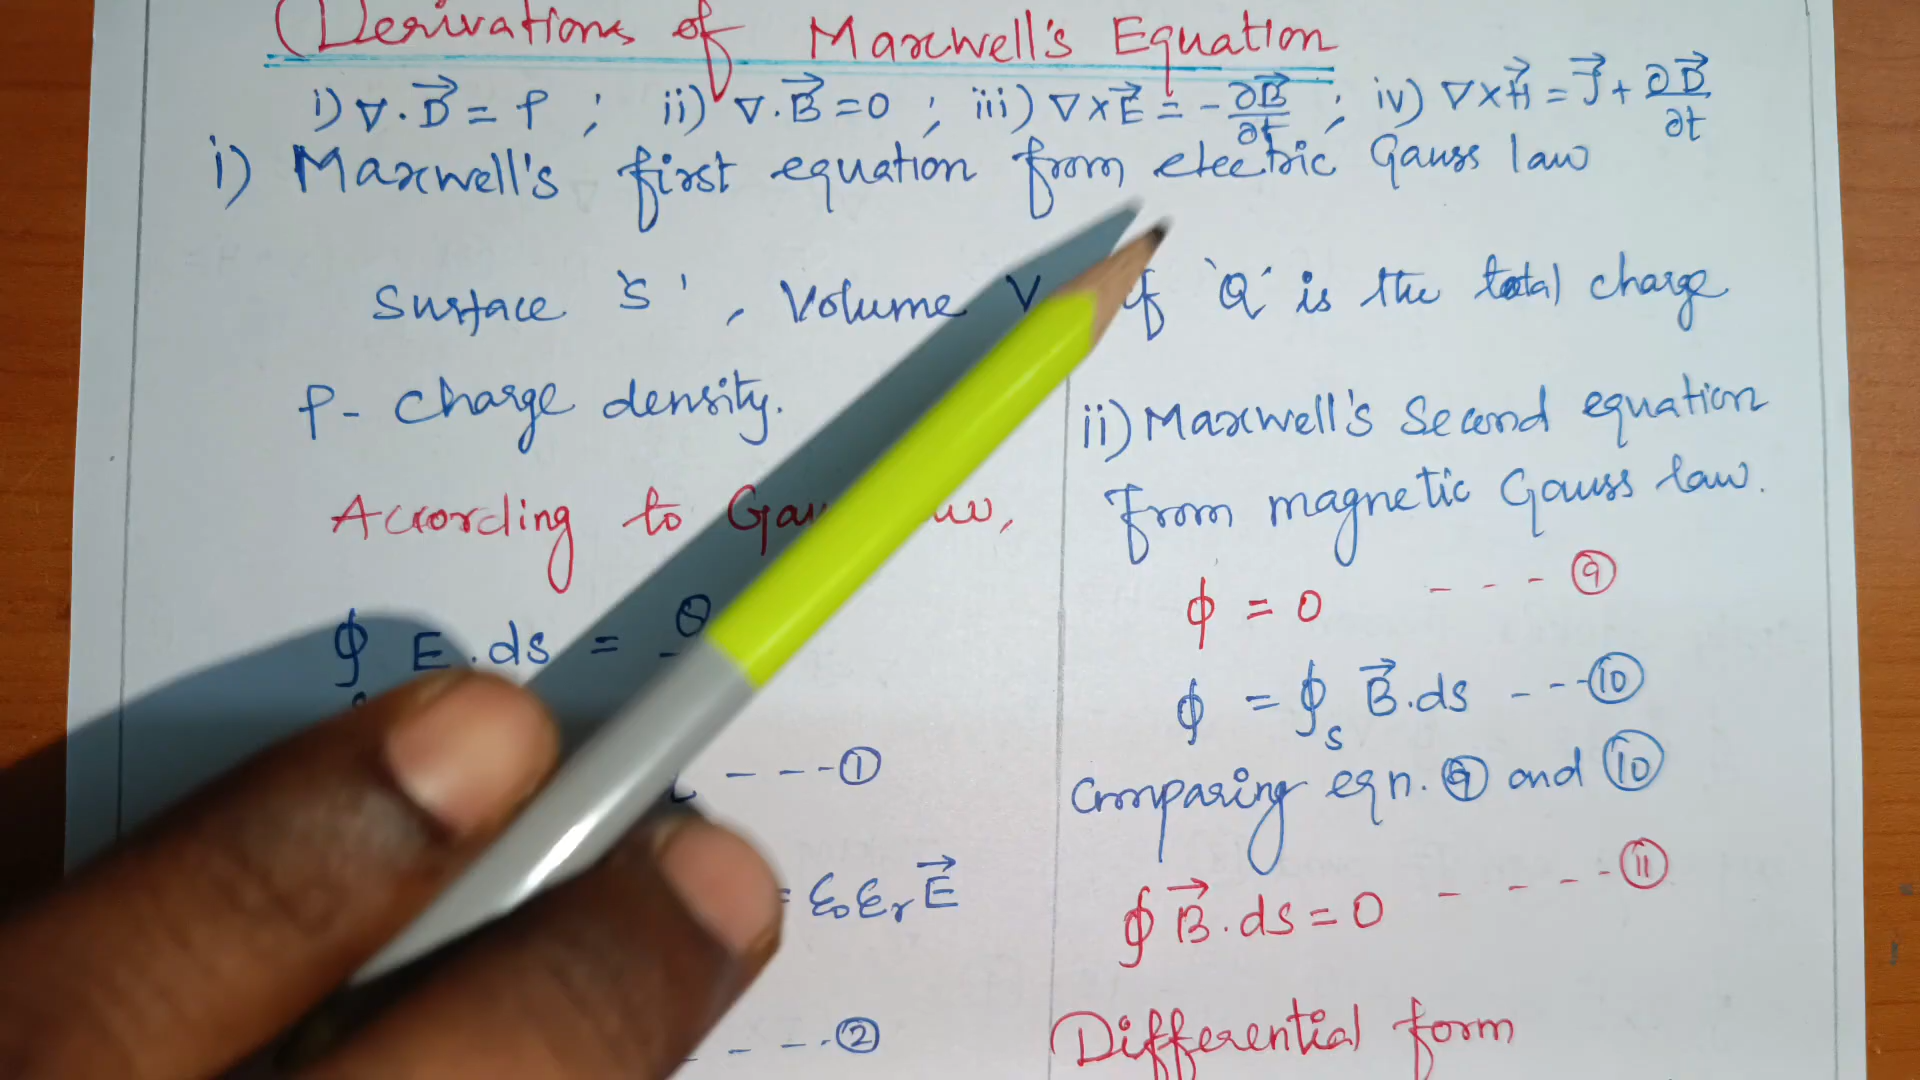 Derivations of Maxwell's Equation
i) ∇.D⃗ = ρ ; ii) ∇.B⃗ = 0 ; iii) ∇×E⃗ = -∂B⃗/∂t ; iv) ∇×H⃗ = J⃗ + ∂D⃗/∂t
i) Maxwell's first equation from electric Gauss law
Surface 's', Volume V if 'Q' is the total charge
ρ - charge density.
According to
∮ E.ds = Q
---①
= ε₀εᵣE⃗
---②
ii) Maxwell's Second equation
from magnetic Gauss law.
ϕ = 0 ---⑨
ϕ = ∮s B⃗.ds ---⑩
Comparing eqn. ⑨ and ⑩
∮ B⃗.ds = 0 ----⑪
Differential form